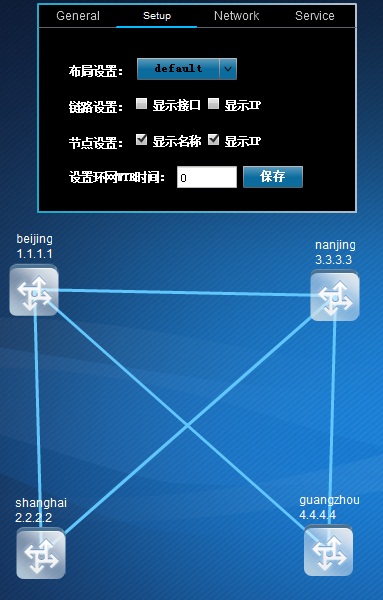 General Setup Network Service
布局设置： default
链路设置： 显示接口 显示IP
节点设置： 显示名称 显示IP
设置环网WTR时间： 0 保存
beijing
1.1.1.1
nanjing
3.3.3.3
shanghai
2.2.2.2
guangzhou
4.4.4.4